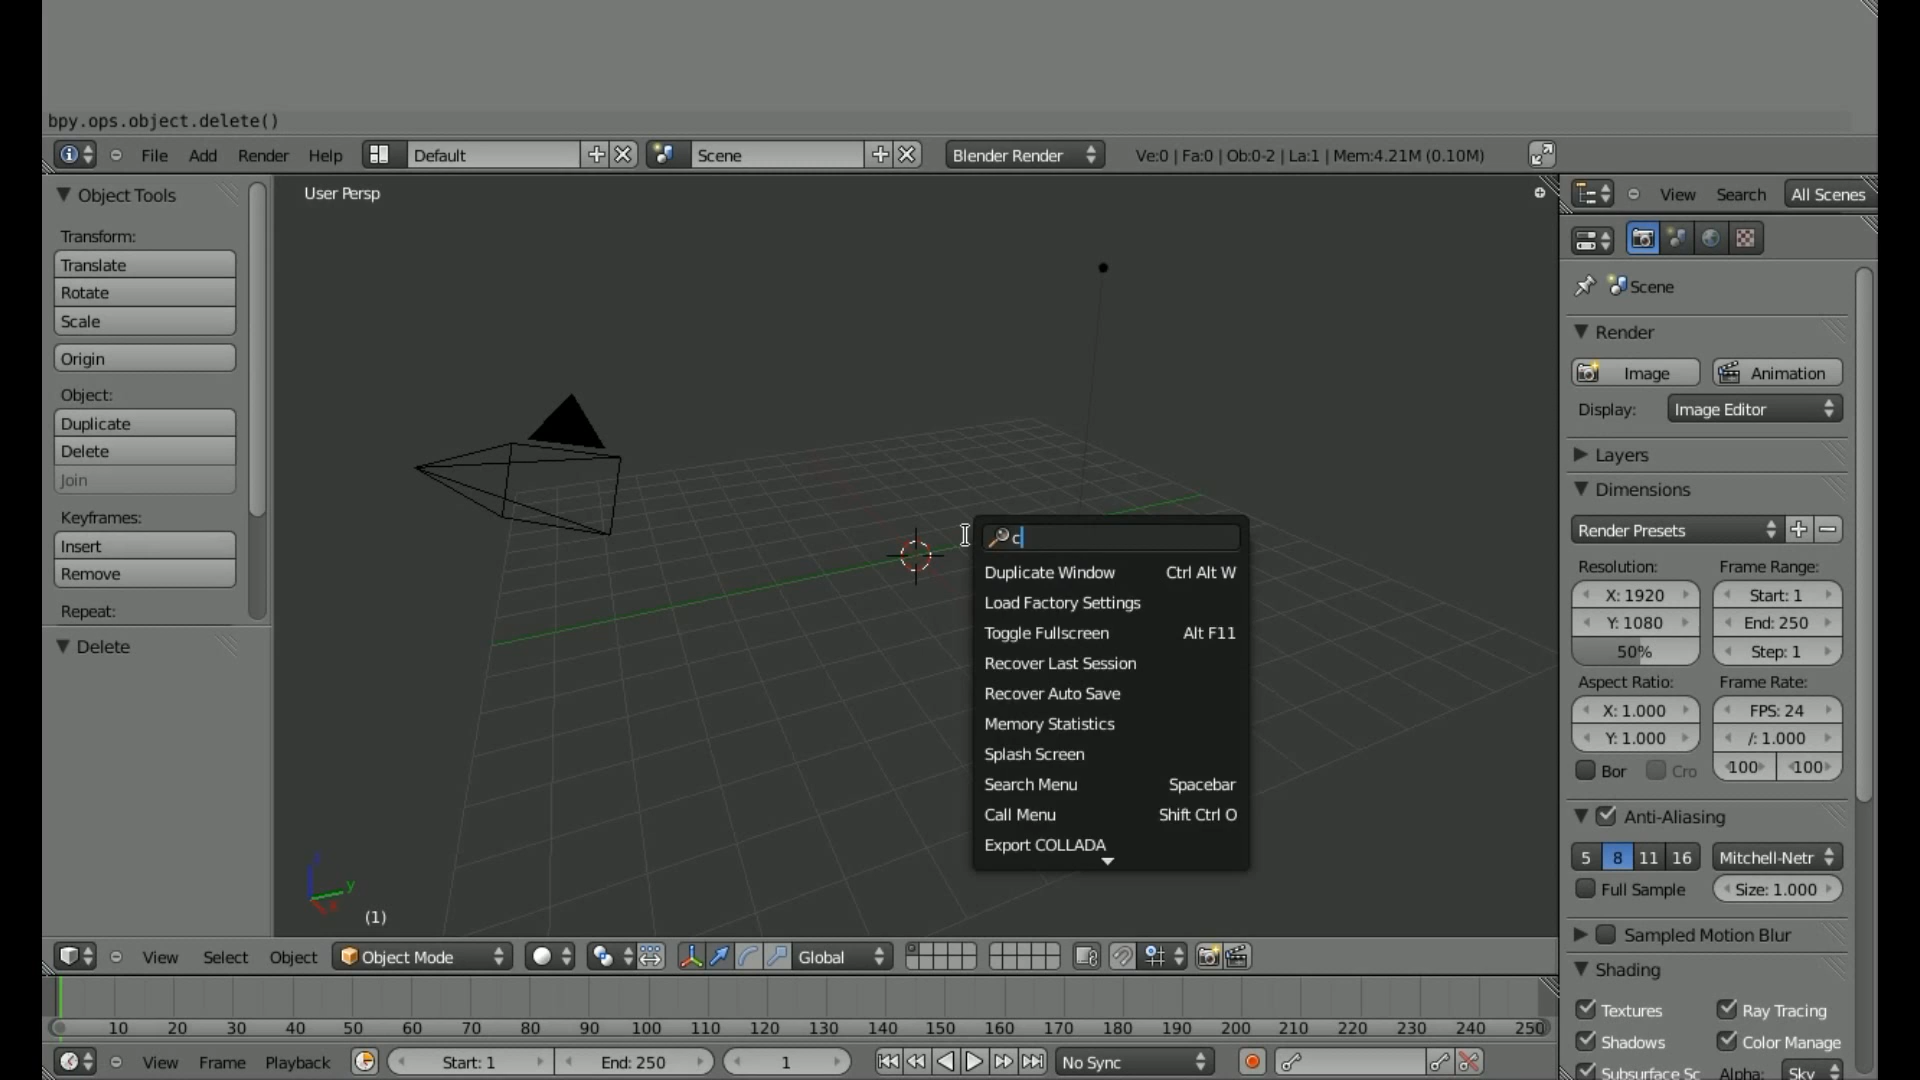 bpy.ops.object.delete()
File Add Render Help Default Scene Blender Render Ve:0 | Fa:0 | Ob:0-2 | La:1 | Mem:4.21M (0.10M)
Object Tools
Transform:
Translate
Rotate
Scale
Origin
Object:
Duplicate
Delete
Join
Keyframes:
Insert
Remove
Repeat:
Delete
User Persp
c
Duplicate Window Ctrl Alt W
Load Factory Settings
Toggle Fullscreen Alt F11
Recover Last Session
Recover Auto Save
Memory Statistics
Splash Screen
Search Menu Spacebar
Call Menu Shift Ctrl O
Export COLLADA
y
(1)
View Select Object Object Mode Global
10 20 30 40 50 60 70 80 90 100 110 120 130 140 150 160 170 180 190 200 210 220 230 240 250
View Frame Playback Start: 1 End: 250 1 No Sync
View Search All Scenes
Scene
Render
Image Animation
Display: Image Editor
Layers
Dimensions
Render Presets
Resolution: Frame Range:
X: 1920 Start: 1
Y: 1080 End: 250
50% Step: 1
Aspect Ratio: Frame Rate:
X: 1.000 FPS: 24
Y: 1.000 /: 1.000
Bor Cro 100 100
Anti-Aliasing
5 8 11 16 Mitchell-Netr
Full Sample Size: 1.000
Sampled Motion Blur
Shading
Textures Ray Tracing
Shadows Color Manage
Subsurface Sc Alpha: Sky